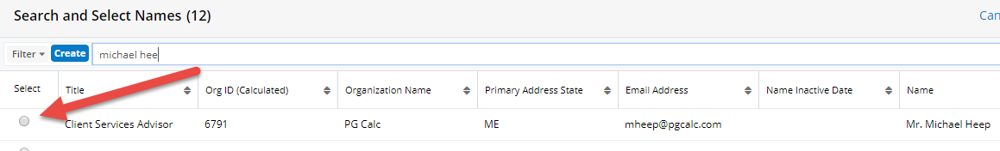 Search and Select Names (12) Can
Filter Create michael hee
Select Title Org ID (Calculated) Organization Name Primary Address State Email Address Name Inactive Date Name
Client Services Advisor 6791 PG Calc ME mheep@pgcalc.com Mr. Michael Heep